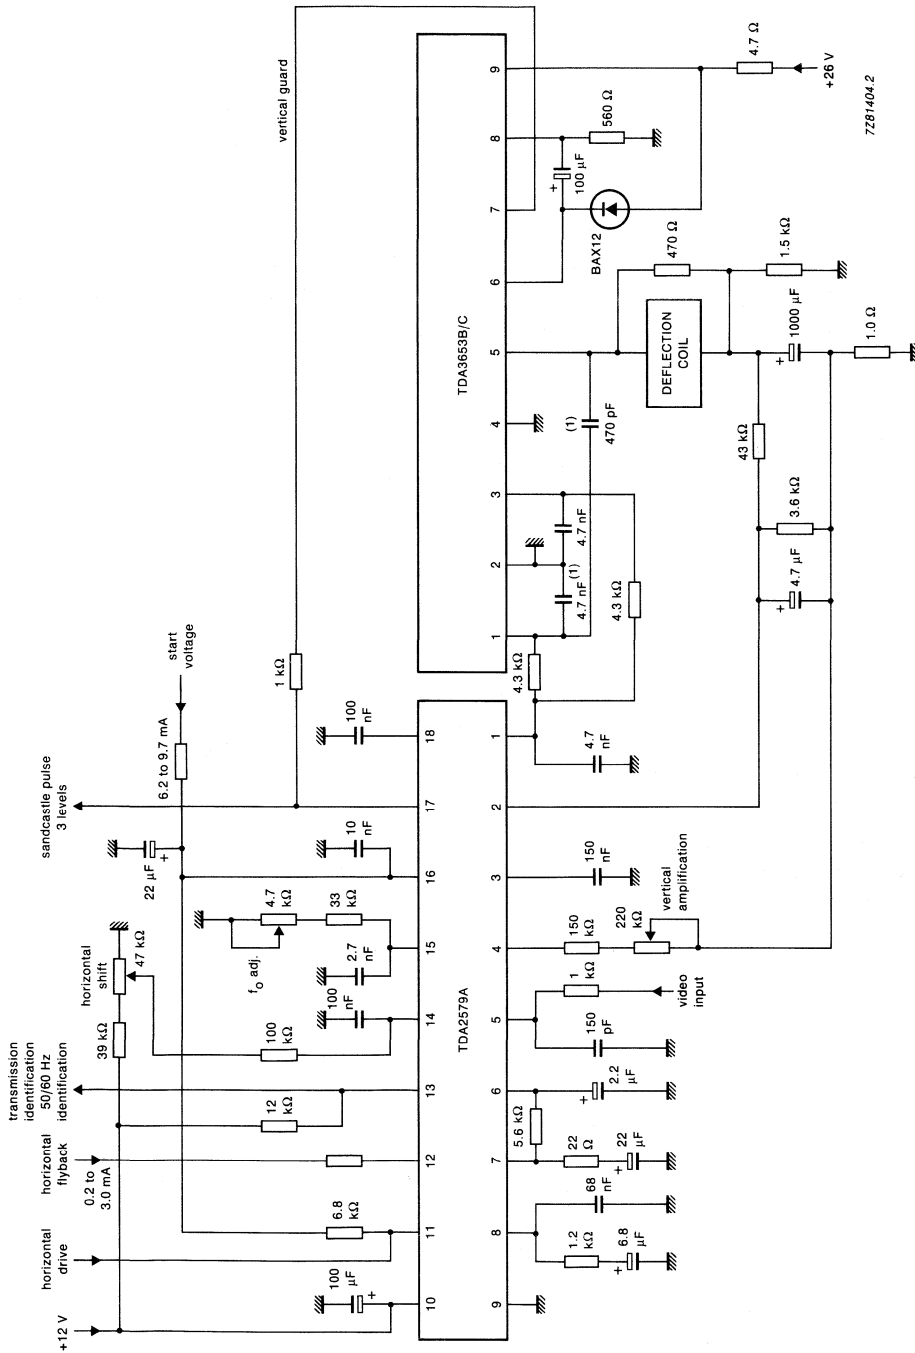 +12 V
horizontal
drive
0.2 to
3.0 mA
horizontal
flyback
transmission
identification
50/60 Hz
identification
39 kΩ
horizontal
shift
47 kΩ
22 μF
+
sandcastle pulse
3 levels
6.2 to 9.7 mA
start
voltage
1 kΩ
vertical guard
100
μF
+
6.8
kΩ
12
kΩ
100
kΩ
100
nF
2.7
nF
fo adj.
4.7
kΩ
33
kΩ
10
nF
100
nF
10
11
12
13
14
15
16
17
18
TDA2579A
9
8
7
6
5
4
3
2
1
TDA3653B/C
1
2
3
4
5
6
7
8
9
1.2
kΩ
6.8
μF
+
68
nF
22
Ω
22
μF
+
5.6 kΩ
2.2
μF
+
150
pF
1
kΩ
video
input
150
kΩ
220
kΩ
vertical
amplification
150
nF
4.7
nF
4.3 kΩ
4.7 nF
(1)
4.7 nF
4.3 kΩ
(1)
470 pF
DEFLECTION
COIL
470 Ω
1.5 kΩ
43 kΩ
+
1000 μF
1.0 Ω
3.6 kΩ
+
4.7 μF
BAX12
+
100 μF
560 Ω
4.7 Ω
+26 V
7Z81404.2